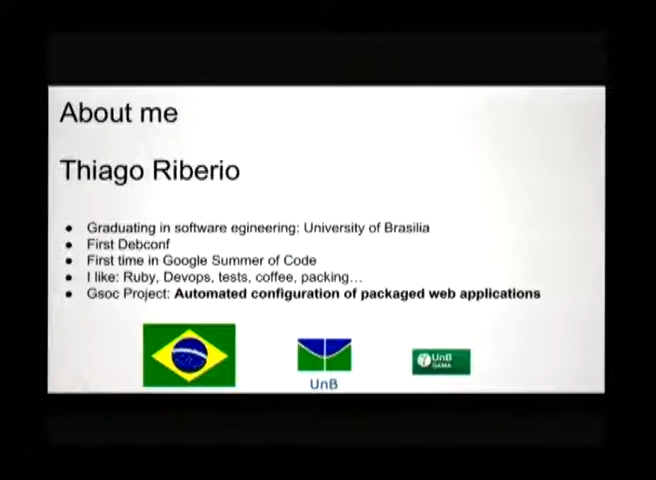 About me
Thiago Riberio
Graduating in software egineering: University of Brasilia
First Debconf
First time in Google Summer of Code
I like: Ruby, Devops, tests, coffee, packing...
Gsoc Project: Automated configuration of packaged web applications
UnB
UnB
GAMA